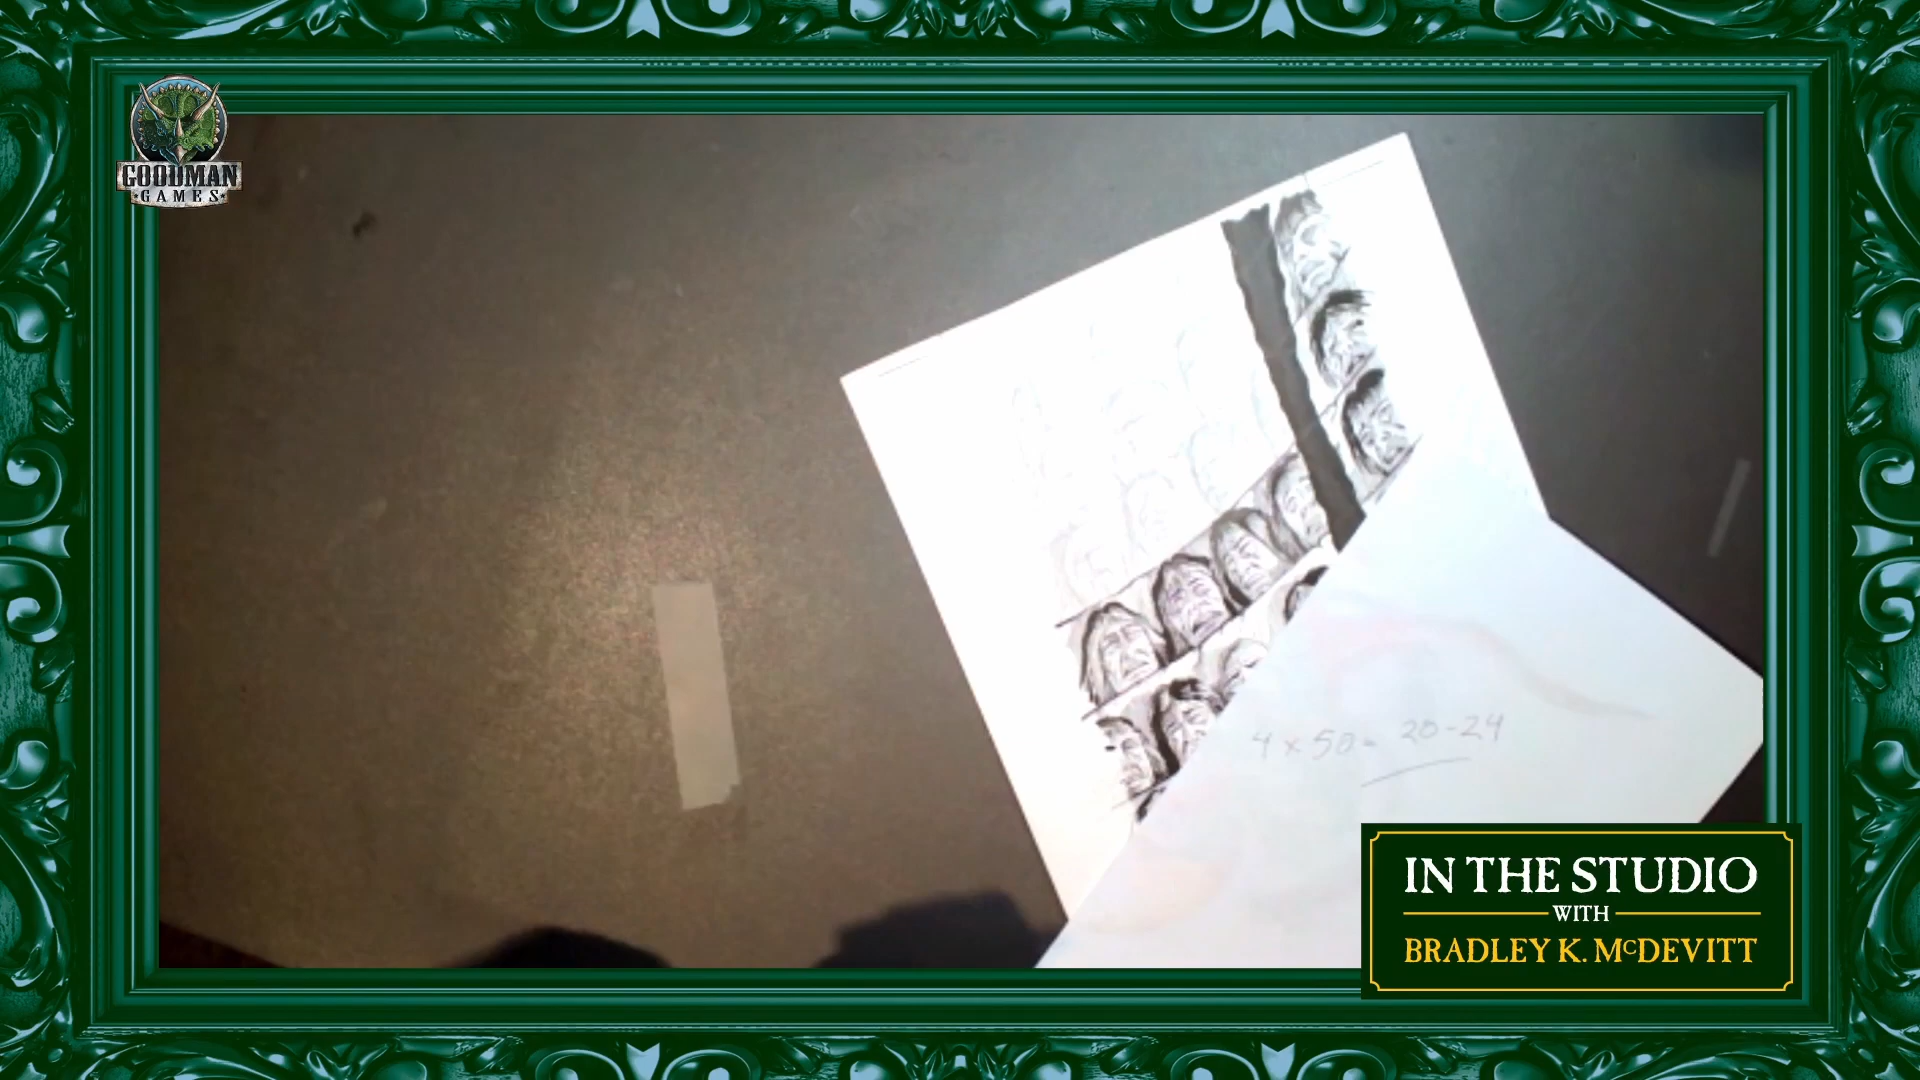 GOODMAN
GAMES
4 x 50 - 20-24
IN THE STUDIO
WITH
BRADLEY K. McDEVITT